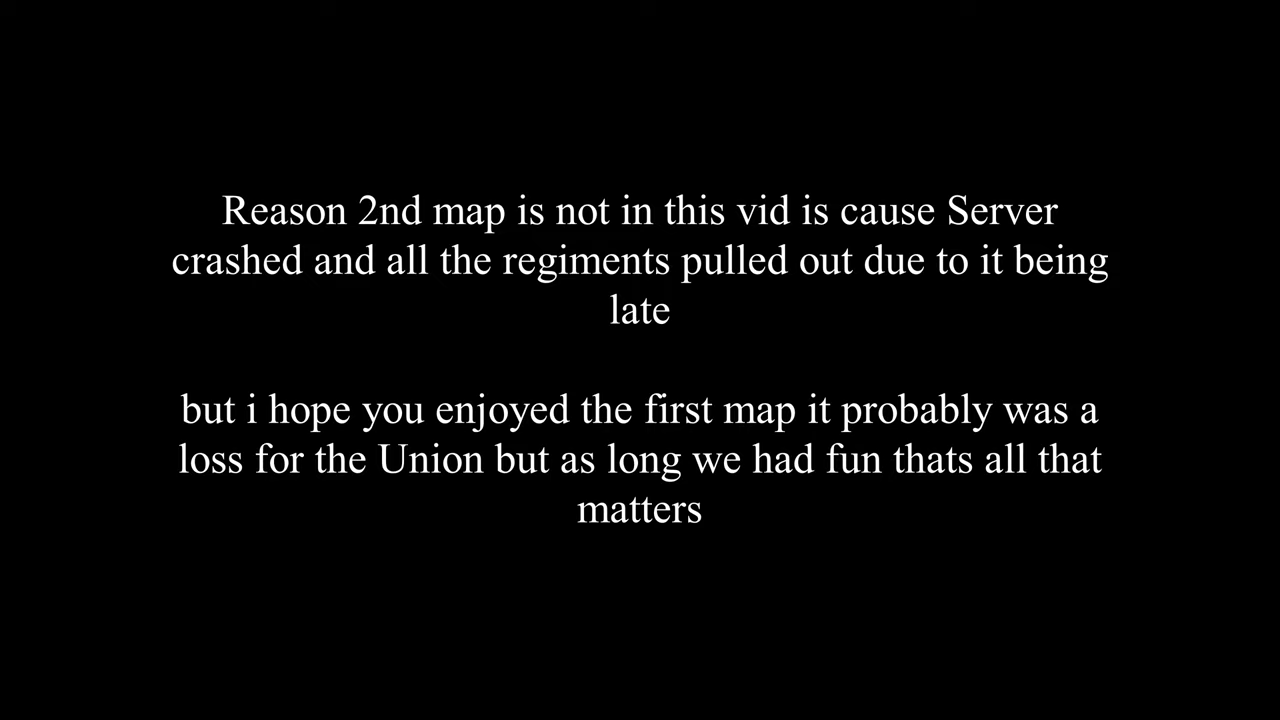 Reason 2nd map is not in this vid is cause Server
crashed and all the regiments pulled out due to it being
late
but i hope you enjoyed the first map it probably was a
loss for the Union but as long we had fun thats all that
matters